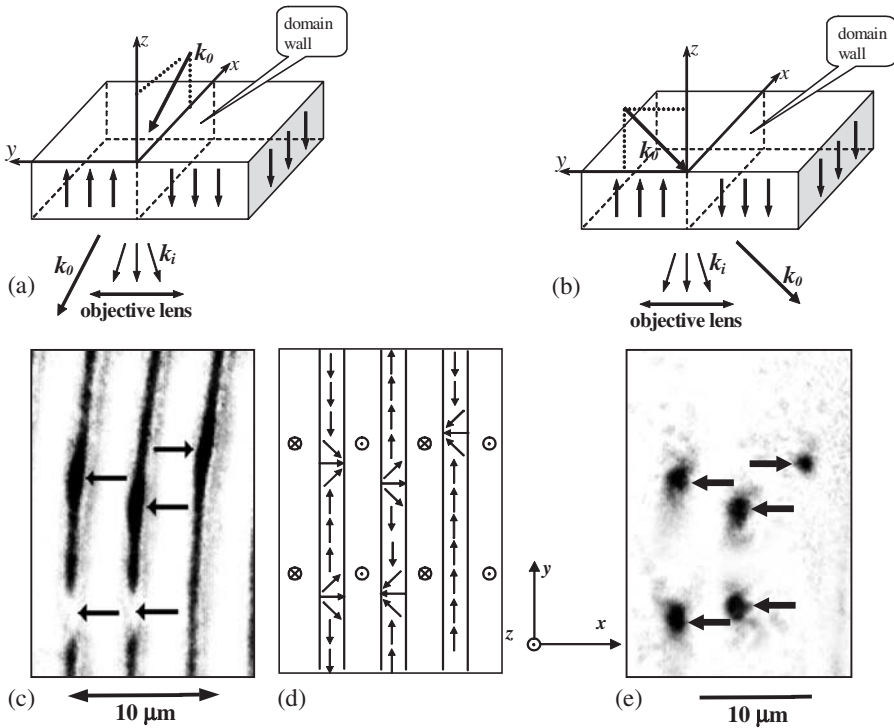 z
k0
x
domain
wall
y
k0
ki
objective lens
(a)
z
x
domain
wall
y
k0
ki
k0
objective lens
(b)
(c)
10 μm
(d)
y
z
x
(e)
10 μm